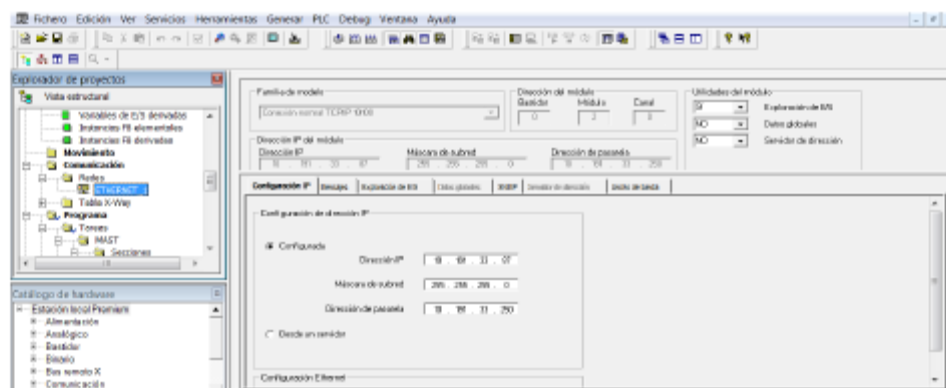 Fichero Edición Ver Servicios Herramientas Generar PLC Debug Ventana Ayuda
Explorador de proyectos
Vista estructural
Variables de E/S derivadas
Instancias FB elementales
Instancias FB derivadas
Movimiento
Comunicación
Redes
ETHERNET_1
Tabla X-Way
Programa
Tareas
MAST
Secciones
Catálogo de hardware
Estación local Premium
Alimentación
Analógico
Bastidor
Binario
Bus remoto X
Comunicación
Familia de modelo
Conexión normal TCP/IP 10/100
Dirección del módulo
Bastidor Módulo Canal
0 2 0
Utilidades del módulo
SI Exploración de E/S
NO Datos globales
NO Servidor de dirección
Dirección IP del módulo
Dirección IP Máscara de subred Dirección de pasarela
255 . 255 . 255 . 0
Configuración IP Mensajes Exploración de E/S Datos globales SNMP Servidor de dirección Ancho de banda
Configuración de dirección IP
Configurada
Dirección IP
Máscara de subred 255 . 255 . 255 . 0
Dirección de pasarela
Desde un servidor
Configuración Ethernet